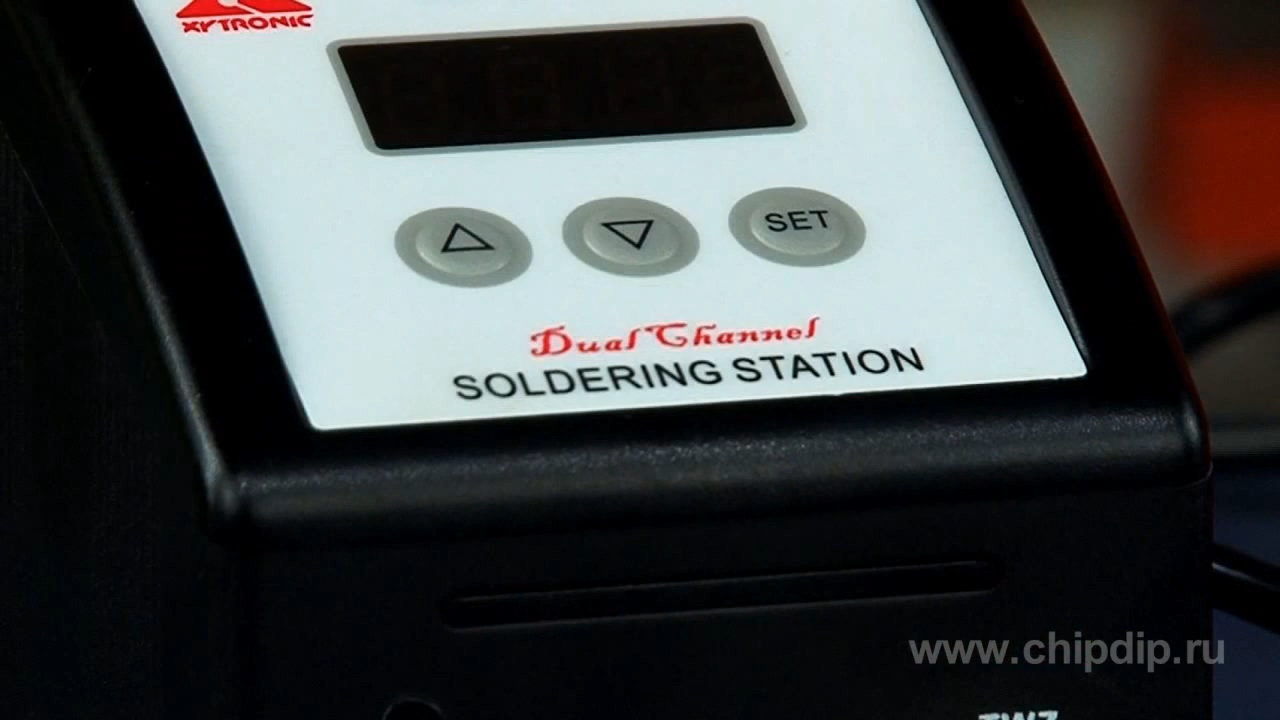 XYTRONIC
SET
Dual Channel
SOLDERING STATION
www.chipdip.ru